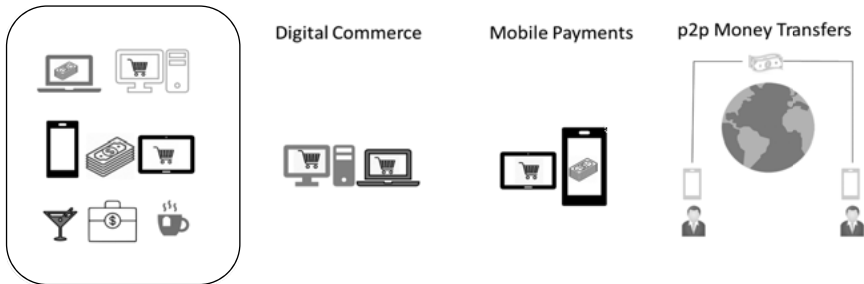 Digital Commerce
Mobile Payments
p2p Money Transfers
$